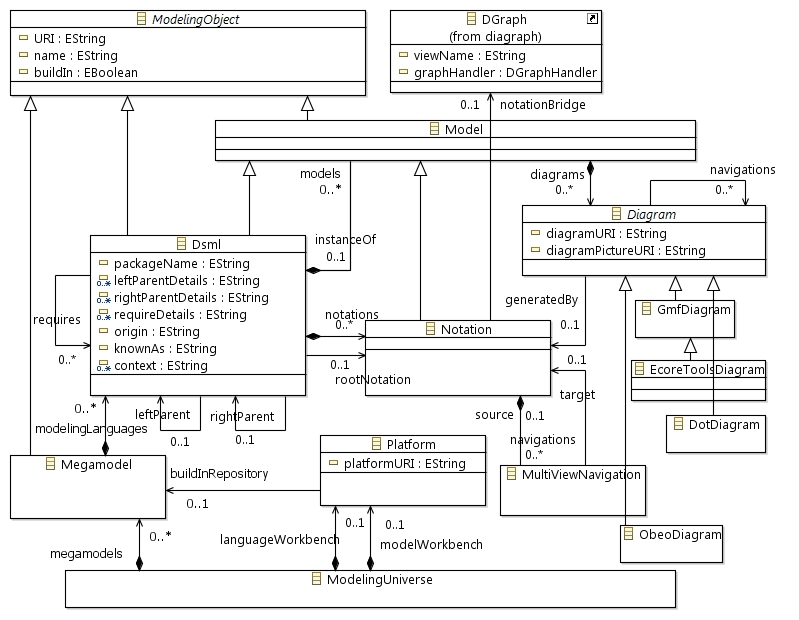 ModelingObject
URI : EString
name : EString
buildIn : EBoolean
DGraph
(from diagraph)
viewName : EString
graphHandler : DGraphHandler
0..1
notationBridge
Model
models
0..*
diagrams
0..*
navigations
0..*
instanceOf
0..1
Diagram
diagramURI : EString
diagramPictureURI : EString
Dsml
packageName : EString
leftParentDetails : EString
rightParentDetails : EString
requireDetails : EString
origin : EString
knownAs : EString
context : EString
requires
0..*
notations
0..*
0..1
rootNotation
Notation
generatedBy
0..1
GmfDiagram
0..1
target
EcoreToolsDiagram
DotDiagram
0..*
modelingLanguages
leftParent
0..1
rightParent
0..1
source
0..1
navigations
0..*
Megamodel
buildInRepository
0..1
Platform
platformURI : EString
MultiViewNavigation
ObeoDiagram
0..*
megamodels
languageWorkbench
0..1
0..1
modelWorkbench
ModelingUniverse